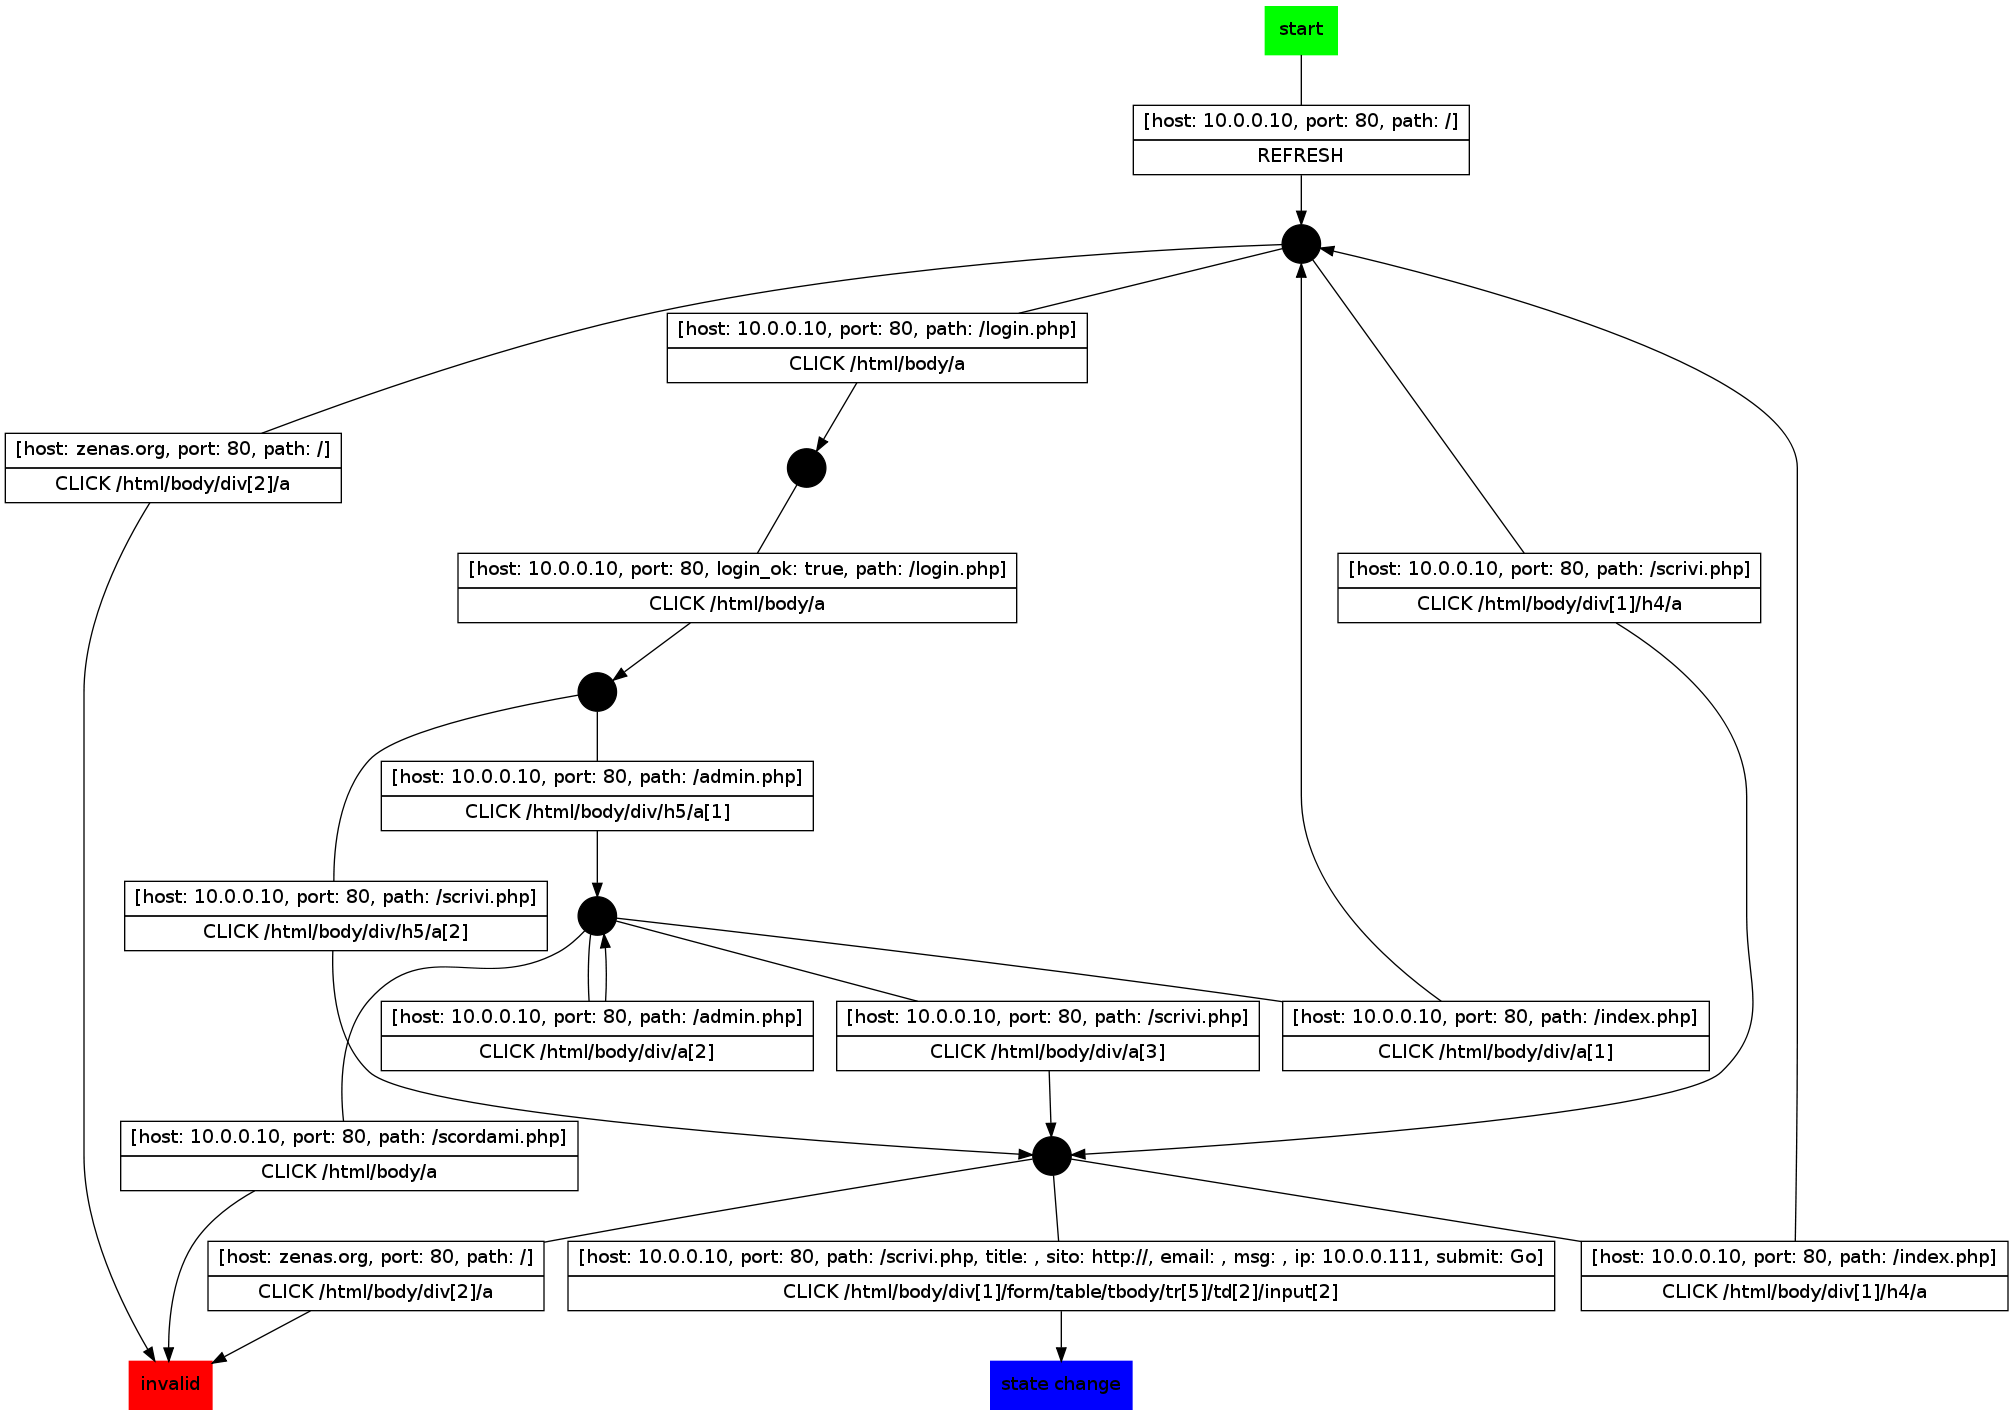 start
[host: 10.0.0.10, port: 80, path: /]
REFRESH
[host: 10.0.0.10, port: 80, path: /login.php]
CLICK /html/body/a
[host: zenas.org, port: 80, path: /]
CLICK /html/body/div[2]/a
[host: 10.0.0.10, port: 80, login_ok: true, path: /login.php]
CLICK /html/body/a
[host: 10.0.0.10, port: 80, path: /scrivi.php]
CLICK /html/body/div[1]/h4/a
[host: 10.0.0.10, port: 80, path: /admin.php]
CLICK /html/body/div/h5/a[1]
[host: 10.0.0.10, port: 80, path: /scrivi.php]
CLICK /html/body/div/h5/a[2]
[host: 10.0.0.10, port: 80, path: /admin.php]
CLICK /html/body/div/a[2]
[host: 10.0.0.10, port: 80, path: /scrivi.php]
CLICK /html/body/div/a[3]
[host: 10.0.0.10, port: 80, path: /index.php]
CLICK /html/body/div/a[1]
[host: 10.0.0.10, port: 80, path: /scordami.php]
CLICK /html/body/a
[host: zenas.org, port: 80, path: /]
CLICK /html/body/div[2]/a
[host: 10.0.0.10, port: 80, path: /scrivi.php, title: , sito: http://, email: , msg: , ip: 10.0.0.111, submit: Go]
CLICK /html/body/div[1]/form/table/tbody/tr[5]/td[2]/input[2]
[host: 10.0.0.10, port: 80, path: /index.php]
CLICK /html/body/div[1]/h4/a
invalid
state change